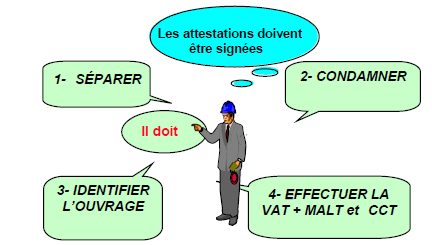 Les attestations doivent
être signées
1- SÉPARER
2- CONDAMNER
Il doit
3- IDENTIFIER
L'OUVRAGE
4- EFFECTUER LA
VAT + MALT et CCT